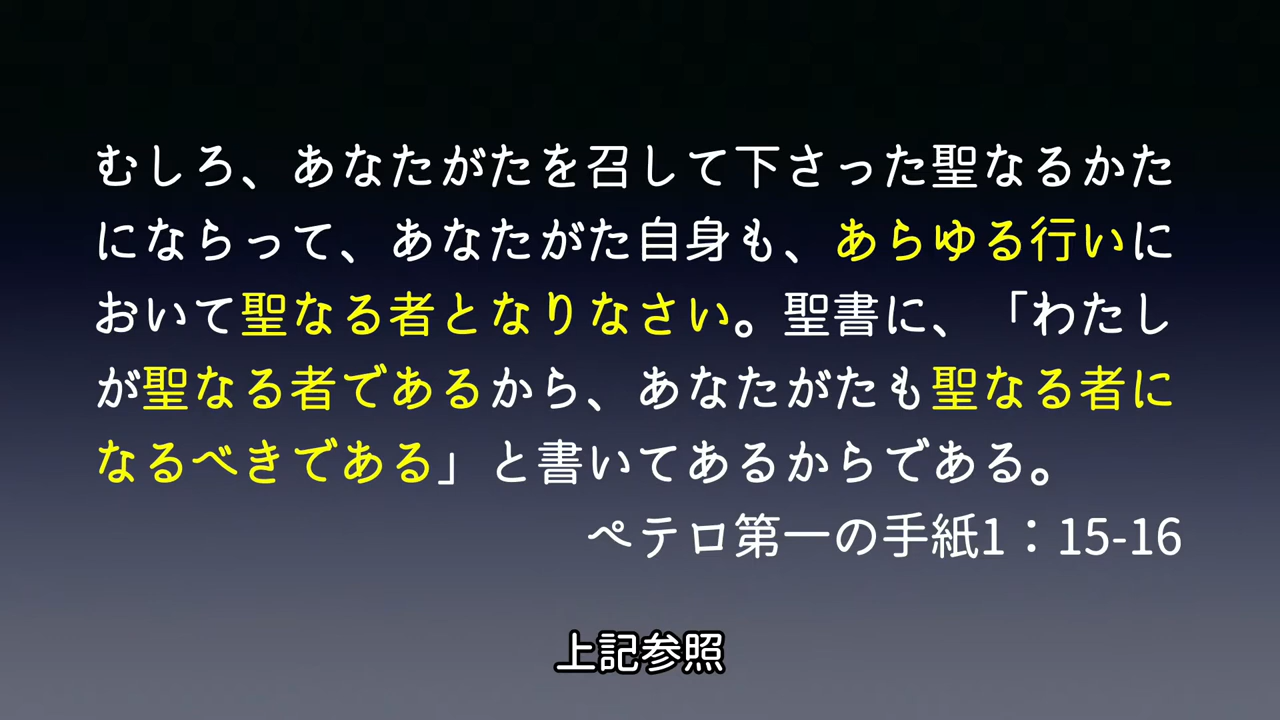 むしろ、あなたがたを召して下さった聖なるかた
にならって、あなたがた自身も、あらゆる行いに
おいて聖なる者となりなさい。聖書に、「わたし
が聖なる者であるから、あなたがたも聖なる者に
なるべきである」と書いてあるからである。
ペテロ第一の手紙1：15-16
上記参照